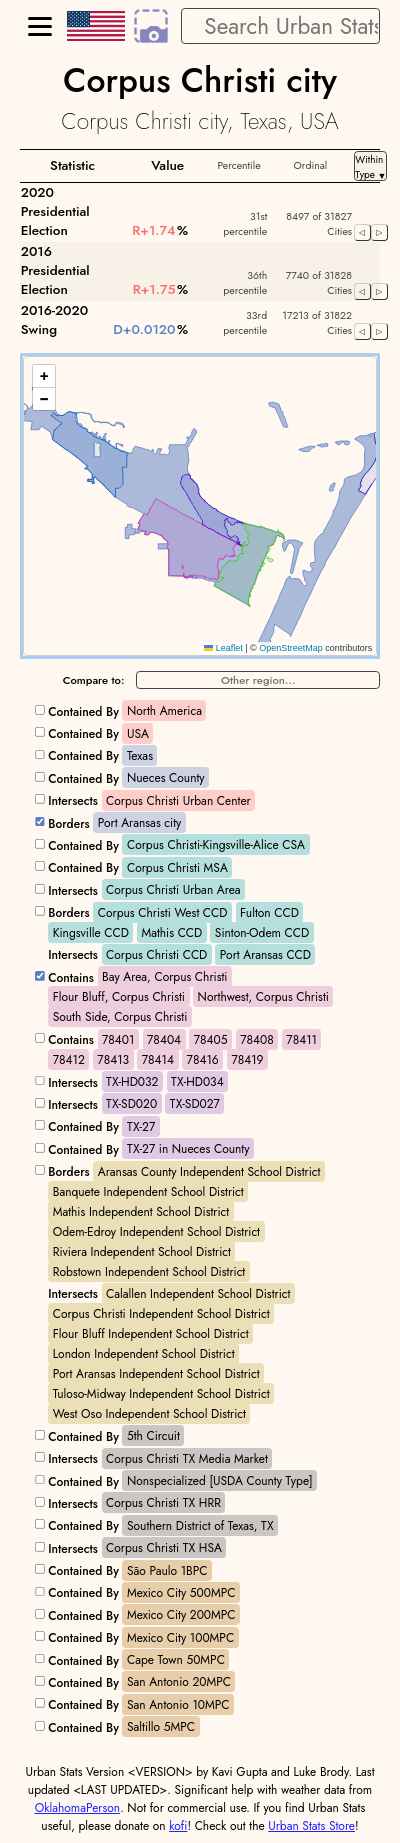 Search Urban Stats
Corpus Christi city
Corpus Christi city, Texas, USA
Statistic Value Percentile Ordinal Within Type ▼
2020 Presidential Election R+1.74% 31st percentile 8497 of 31827 Cities ◁ ▷
2016 Presidential Election R+1.75% 36th percentile 7740 of 31828 Cities ◁ ▷
2016-2020 Swing D+0.0120% 33rd percentile 17213 of 31822 Cities ◁ ▷
+
−
Leaflet | © OpenStreetMap contributors
Compare to: Other region...
Contained By North America
Contained By USA
Contained By Texas
Contained By Nueces County
Intersects Corpus Christi Urban Center
Borders Port Aransas city
Contained By Corpus Christi-Kingsville-Alice CSA
Contained By Corpus Christi MSA
Intersects Corpus Christi Urban Area
Borders Corpus Christi West CCD Fulton CCD
Kingsville CCD Mathis CCD Sinton-Odem CCD
Intersects Corpus Christi CCD Port Aransas CCD
Contains Bay Area, Corpus Christi
Flour Bluff, Corpus Christi Northwest, Corpus Christi
South Side, Corpus Christi
Contains 78401 78404 78405 78408 78411
78412 78413 78414 78416 78419
Intersects TX-HD032 TX-HD034
Intersects TX-SD020 TX-SD027
Contained By TX-27
Contained By TX-27 in Nueces County
Borders Aransas County Independent School District
Banquete Independent School District
Mathis Independent School District
Odem-Edroy Independent School District
Riviera Independent School District
Robstown Independent School District
Intersects Calallen Independent School District
Corpus Christi Independent School District
Flour Bluff Independent School District
London Independent School District
Port Aransas Independent School District
Tuloso-Midway Independent School District
West Oso Independent School District
Contained By 5th Circuit
Intersects Corpus Christi TX Media Market
Contained By Nonspecialized [USDA County Type]
Intersects Corpus Christi TX HRR
Contained By Southern District of Texas, TX
Intersects Corpus Christi TX HSA
Contained By São Paulo 1BPC
Contained By Mexico City 500MPC
Contained By Mexico City 200MPC
Contained By Mexico City 100MPC
Contained By Cape Town 50MPC
Contained By San Antonio 20MPC
Contained By San Antonio 10MPC
Contained By Saltillo 5MPC
Urban Stats Version <VERSION> by Kavi Gupta and Luke Brody. Last
updated <LAST UPDATED>. Significant help with weather data from
OklahomaPerson. Not for commercial use. If you find Urban Stats
useful, please donate on kofi! Check out the Urban Stats Store!